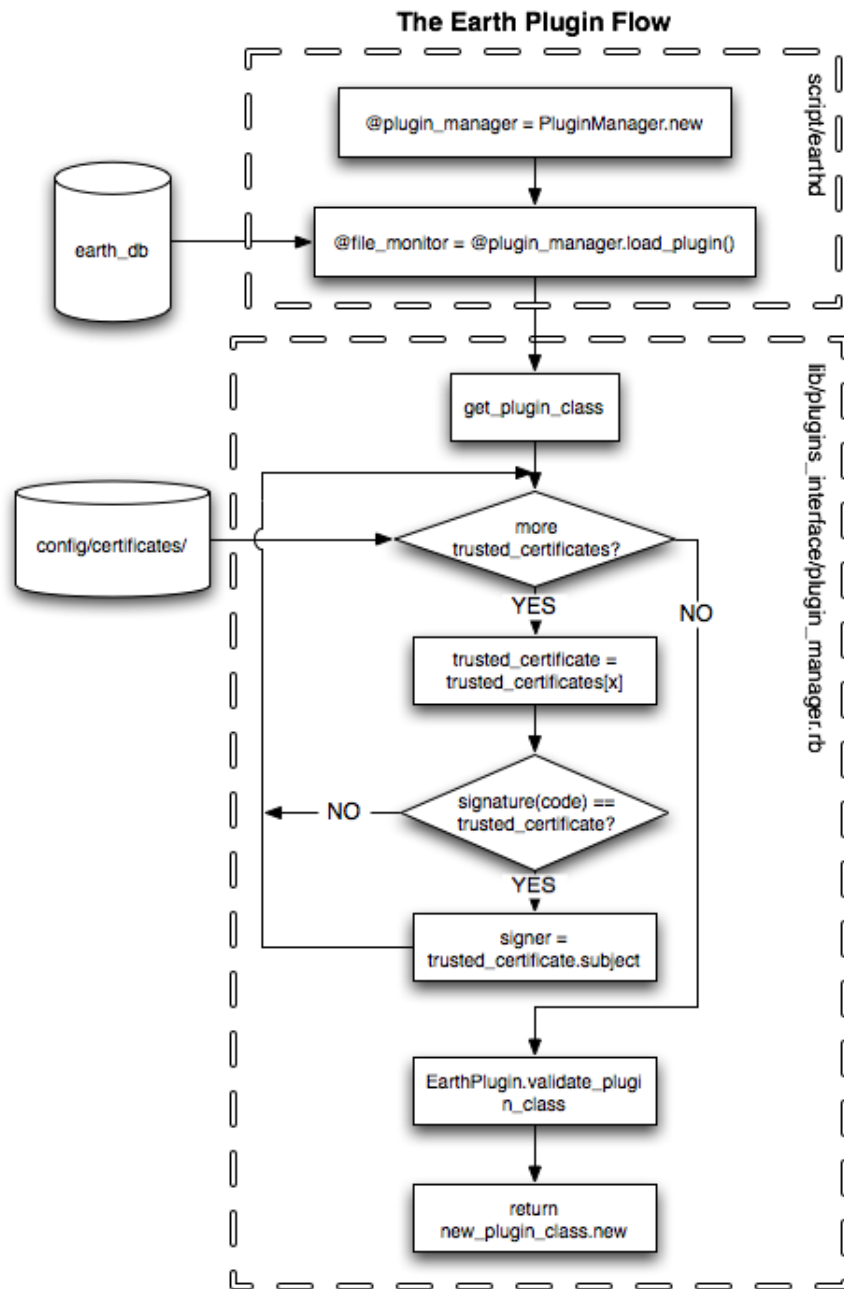 The Earth Plugin Flow
script/earthd
@plugin_manager = PluginManager.new
earth_db
@file_monitor = @plugin_manager.load_plugin()
lib/plugins_interface/plugin_manager.rb
get_plugin_class
config/certificates/
more
trusted_certificates?
YES
NO
trusted_certificate =
trusted_certificates[x]
signature(code) ==
trusted_certificate?
NO
YES
signer =
trusted_certificate.subject
EarthPlugin.validate_plugi
n_class
return
new_plugin_class.new